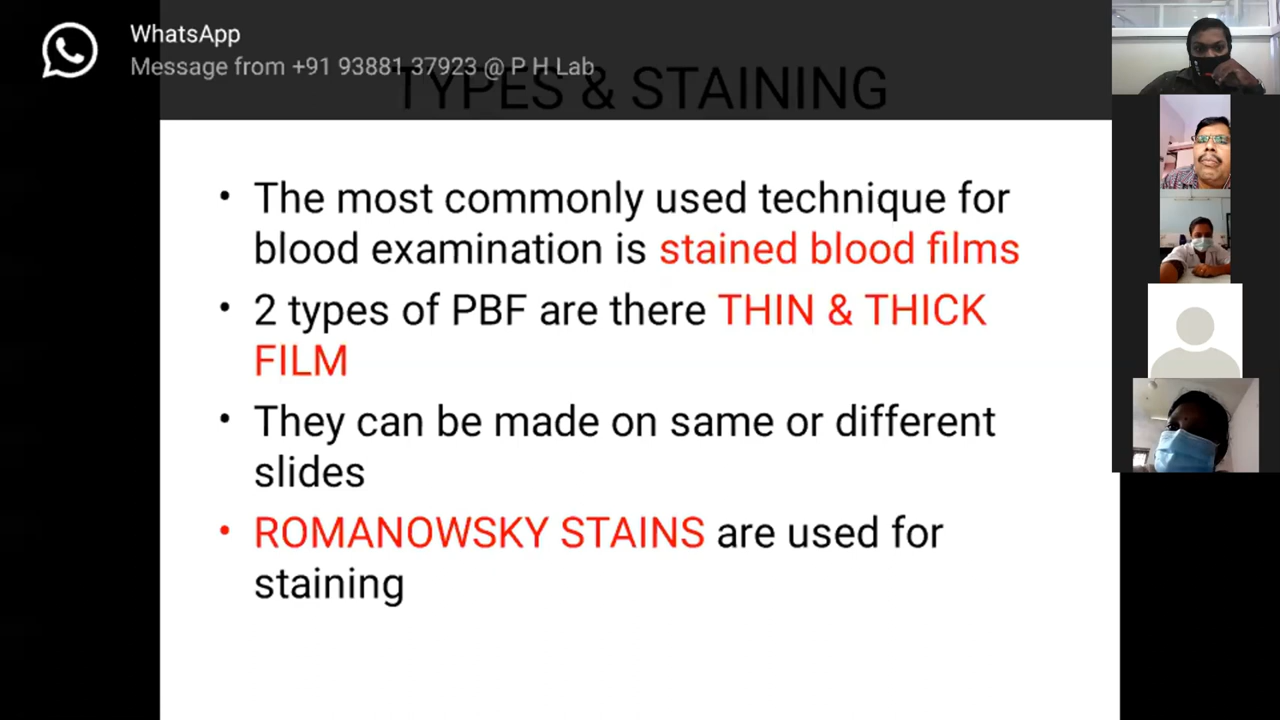 WhatsApp
Message from +91 93881 37923 @ P H Lab
TYPES & STAINING
• The most commonly used technique for
blood examination is stained blood films
• 2 types of PBF are there THIN & THICK
FILM
• They can be made on same or different
slides
• ROMANOWSKY STAINS are used for
staining